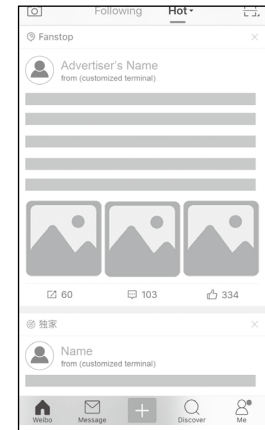 Following Hot
Fanstop
Advertiser's Name
from (customized terminal)
60 103 334
独家
Name
from (customized terminal)
Weibo Message Discover Me